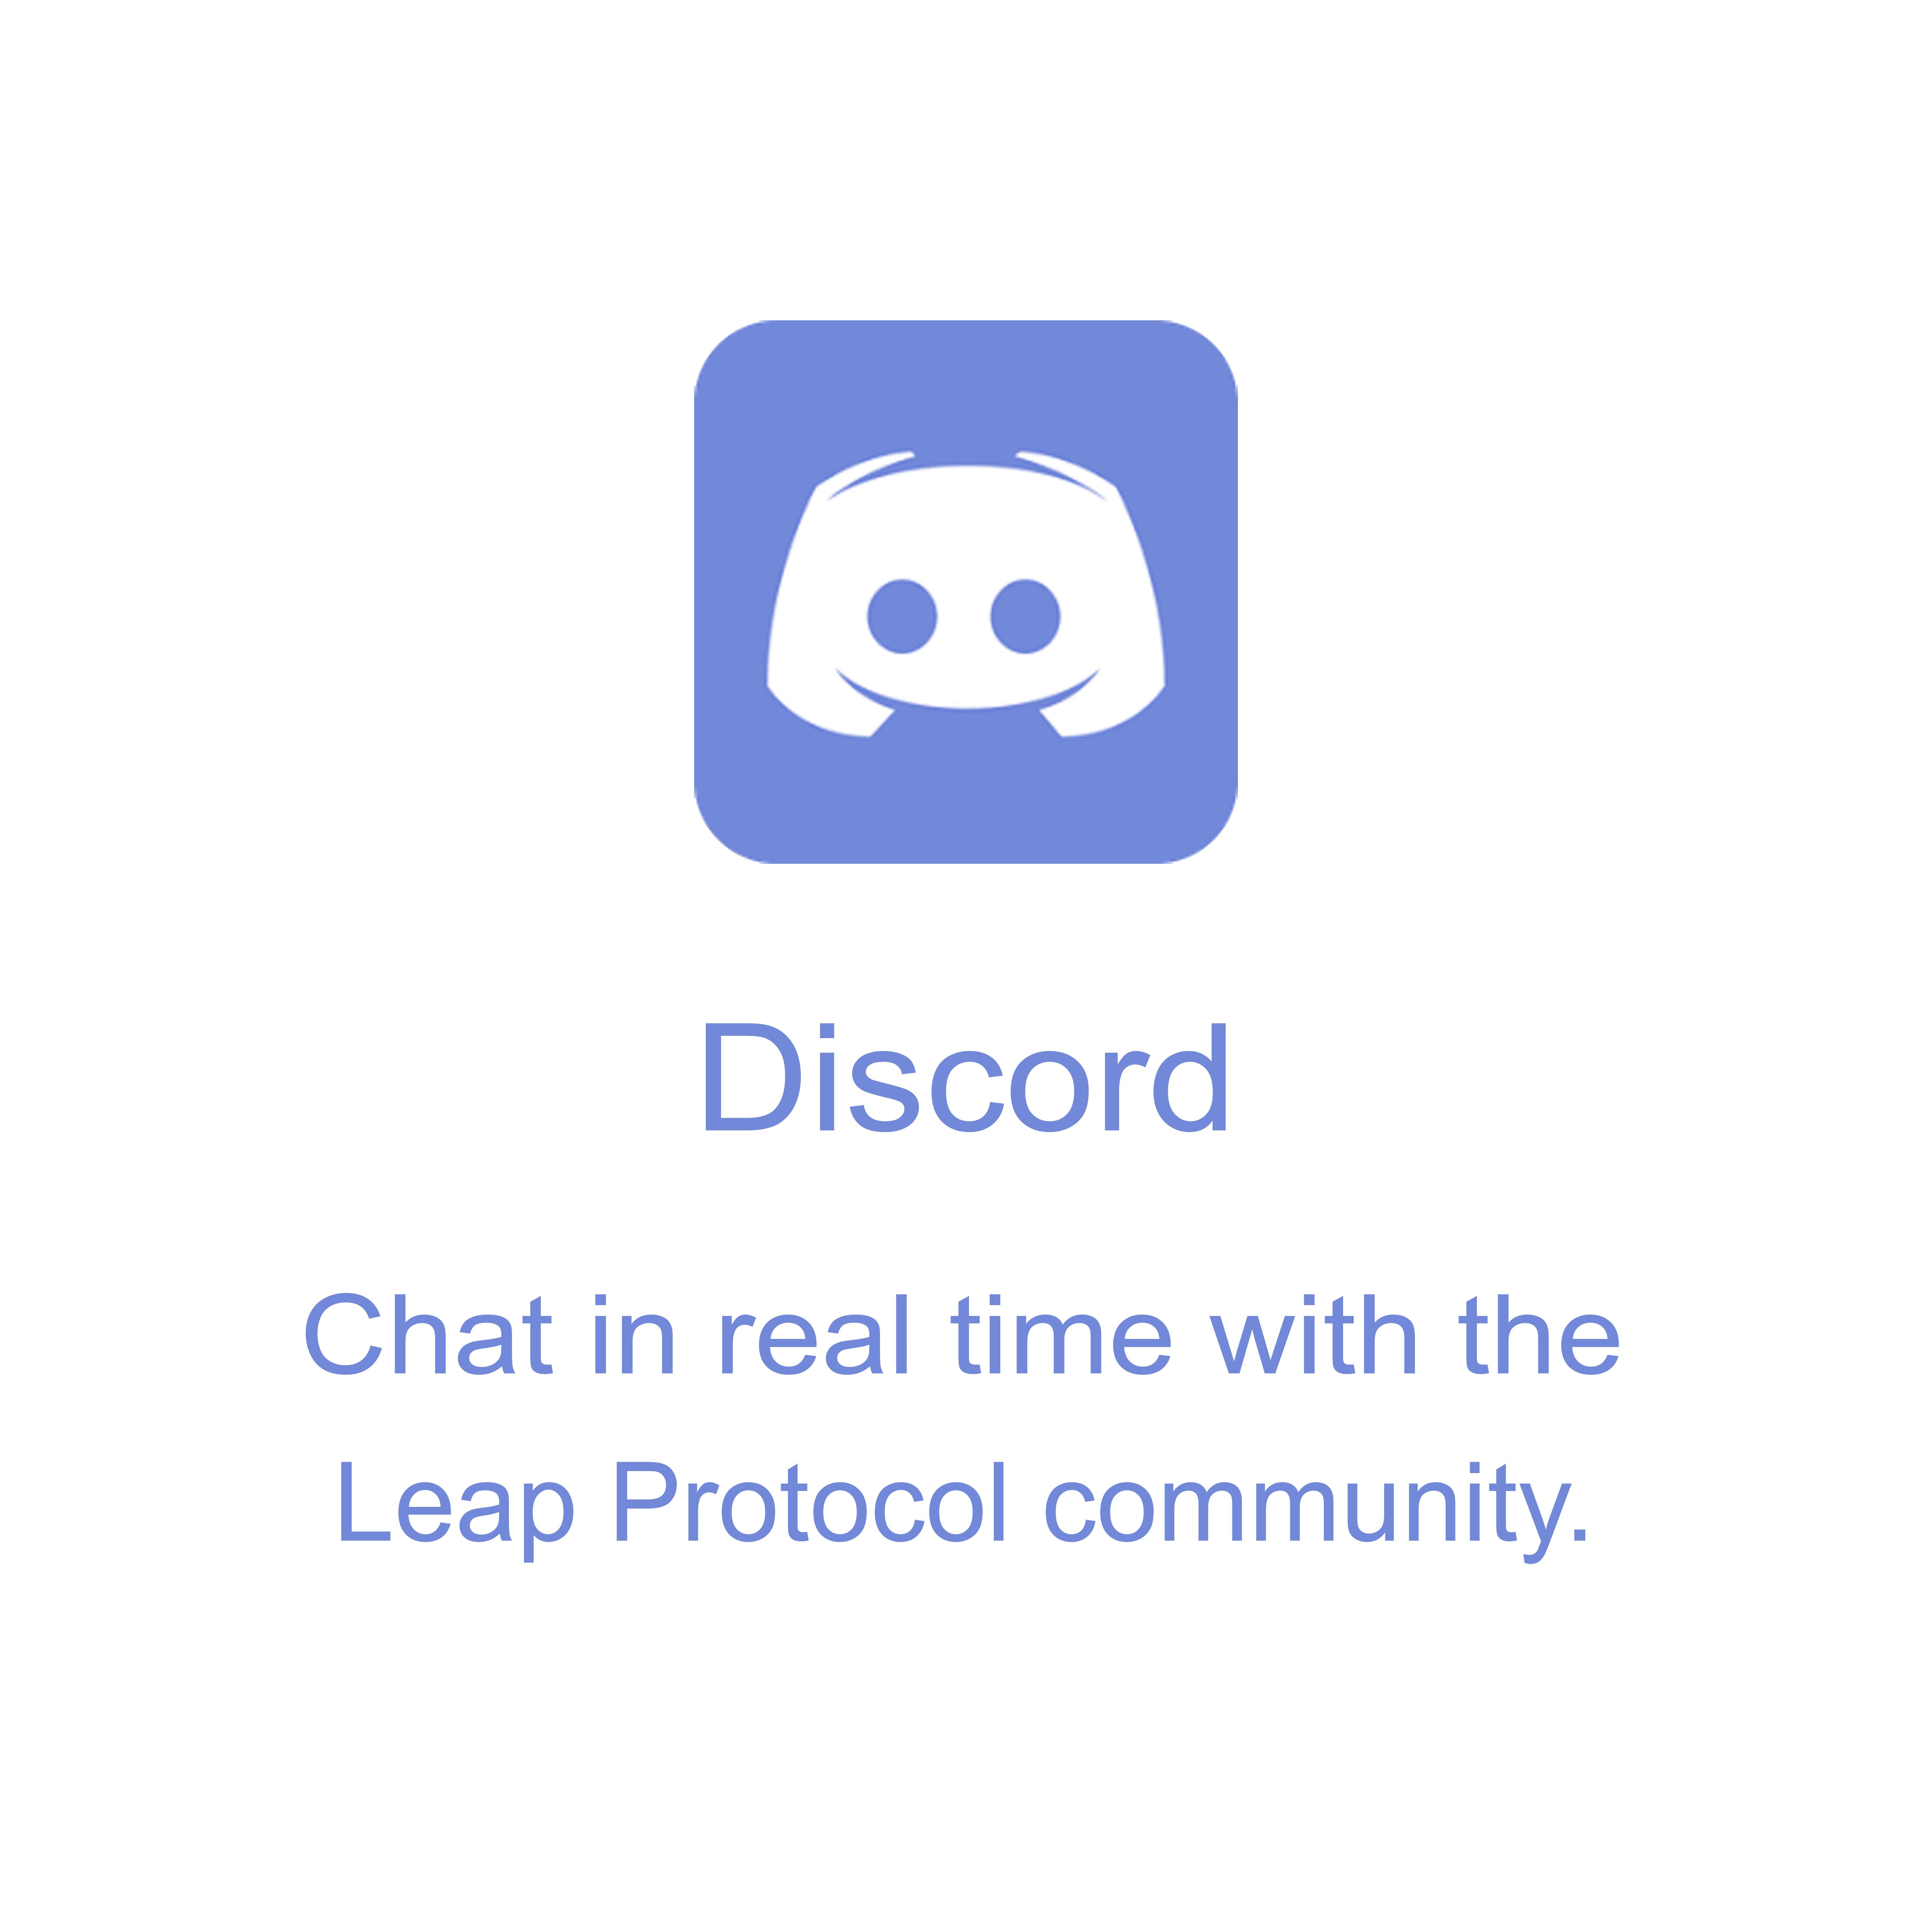 Discord
Chat in real time with the
Leap Protocol community.